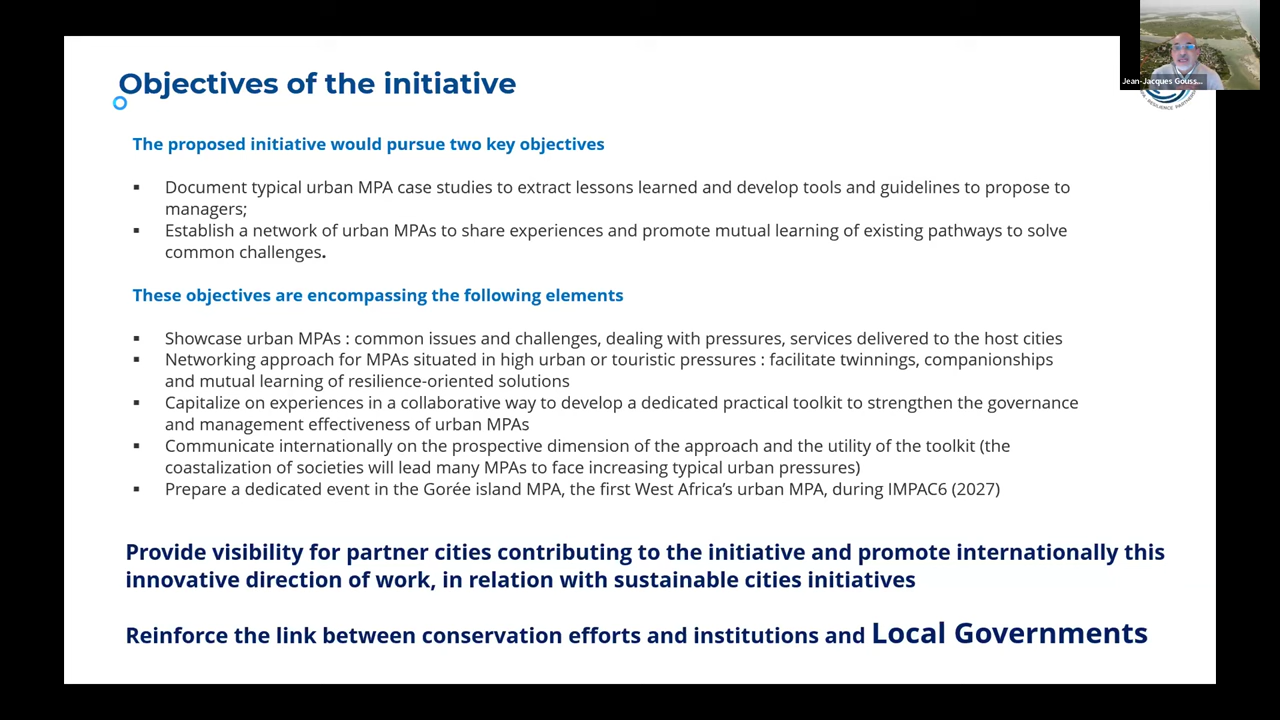 Objectives of the initiative
Jean-Jacques Gouss...
The proposed initiative would pursue two key objectives
▪ Document typical urban MPA case studies to extract lessons learned and develop tools and guidelines to propose to
managers;
▪ Establish a network of urban MPAs to share experiences and promote mutual learning of existing pathways to solve
common challenges.
These objectives are encompassing the following elements
▪ Showcase urban MPAs : common issues and challenges, dealing with pressures, services delivered to the host cities
▪ Networking approach for MPAs situated in high urban or touristic pressures : facilitate twinnings, companionships
and mutual learning of resilience-oriented solutions
▪ Capitalize on experiences in a collaborative way to develop a dedicated practical toolkit to strengthen the governance
and management effectiveness of urban MPAs
▪ Communicate internationally on the prospective dimension of the approach and the utility of the toolkit (the
coastalization of societies will lead many MPAs to face increasing typical urban pressures)
▪ Prepare a dedicated event in the Gorée island MPA, the first West Africa’s urban MPA, during IMPAC6 (2027)
Provide visibility for partner cities contributing to the initiative and promote internationally this
innovative direction of work, in relation with sustainable cities initiatives
Reinforce the link between conservation efforts and institutions and Local Governments